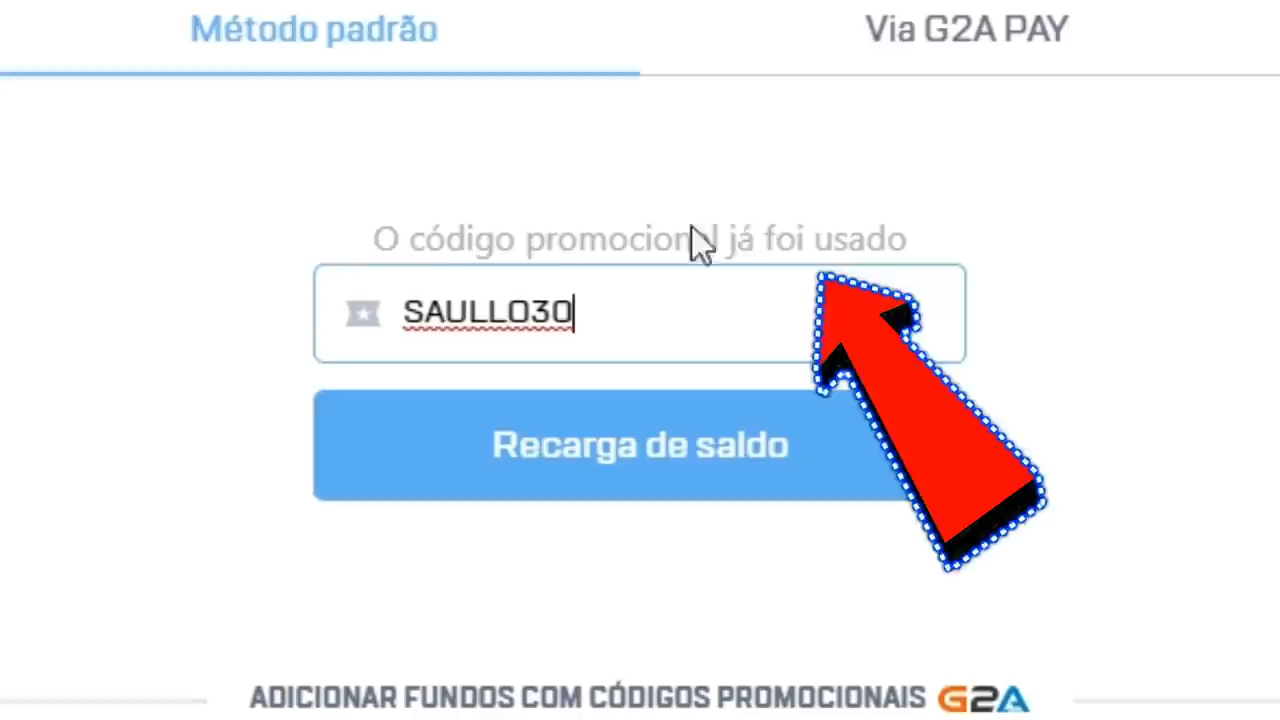 Método padrão
Via G2A PAY
O código promocional já foi usado
SAULLO30
Recarga de saldo
ADICIONAR FUNDOS COM CÓDIGOS PROMOCIONAIS G2A